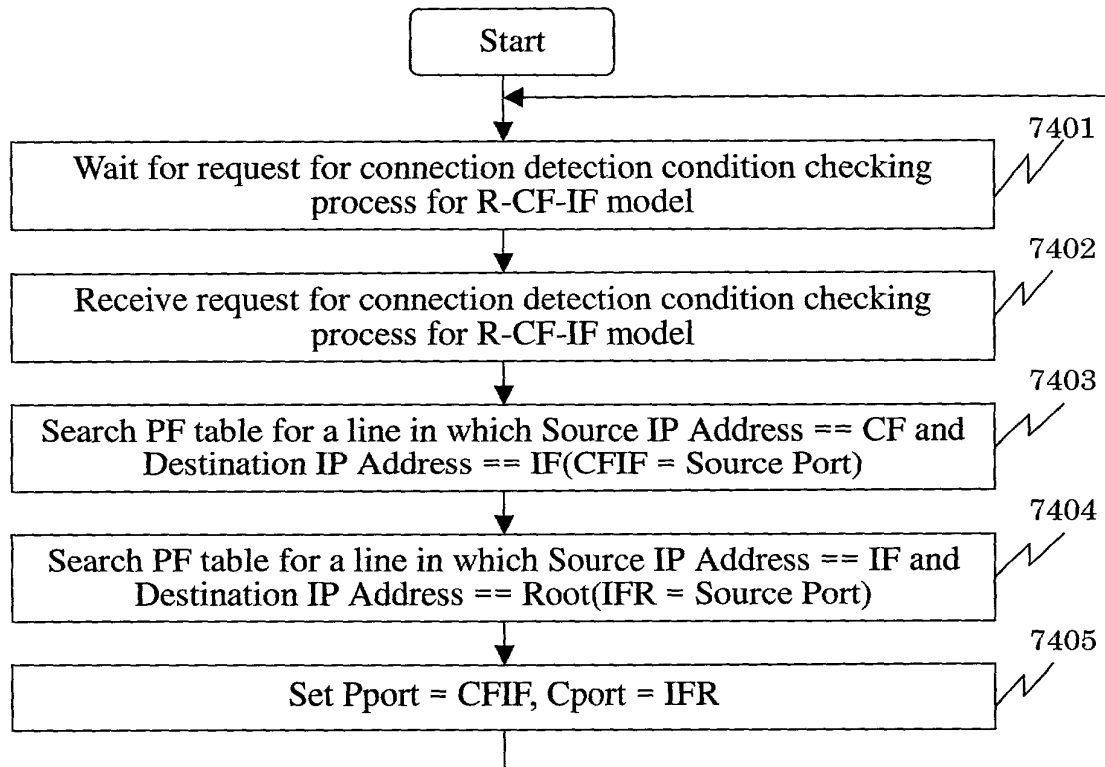 Start
7401
Wait for request for connection detection condition checking
process for R-CF-IF model
7402
Receive request for connection detection condition checking
process for R-CF-IF model
7403
Search PF table for a line in which Source IP Address == CF and
Destination IP Address == IF(CFIF = Source Port)
7404
Search PF table for a line in which Source IP Address == IF and
Destination IP Address == Root(IFR = Source Port)
7405
Set Pport = CFIF, Cport = IFR